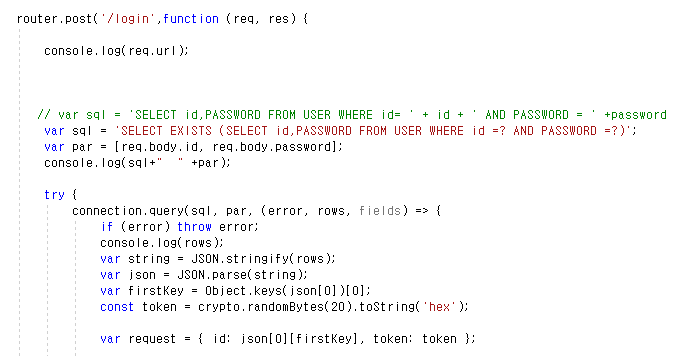 router.post('/login',function (req, res) {
console.log(req.url);
// var sql = 'SELECT id,PASSWORD FROM USER WHERE id= ' + id + ' AND PASSWORD = ' +password
var sql = 'SELECT EXISTS (SELECT id,PASSWORD FROM USER WHERE id =? AND PASSWORD =?)';
var par = [req.body.id, req.body.password];
console.log(sql+"  " +par);
try {
connection.query(sql, par, (error, rows, fields) => {
if (error) throw error;
console.log(rows);
var string = JSON.stringify(rows);
var json = JSON.parse(string);
var firstKey = Object.keys(json[0])[0];
const token = crypto.randomBytes(20).toString('hex');
var request = { id: json[0][firstKey], token: token };